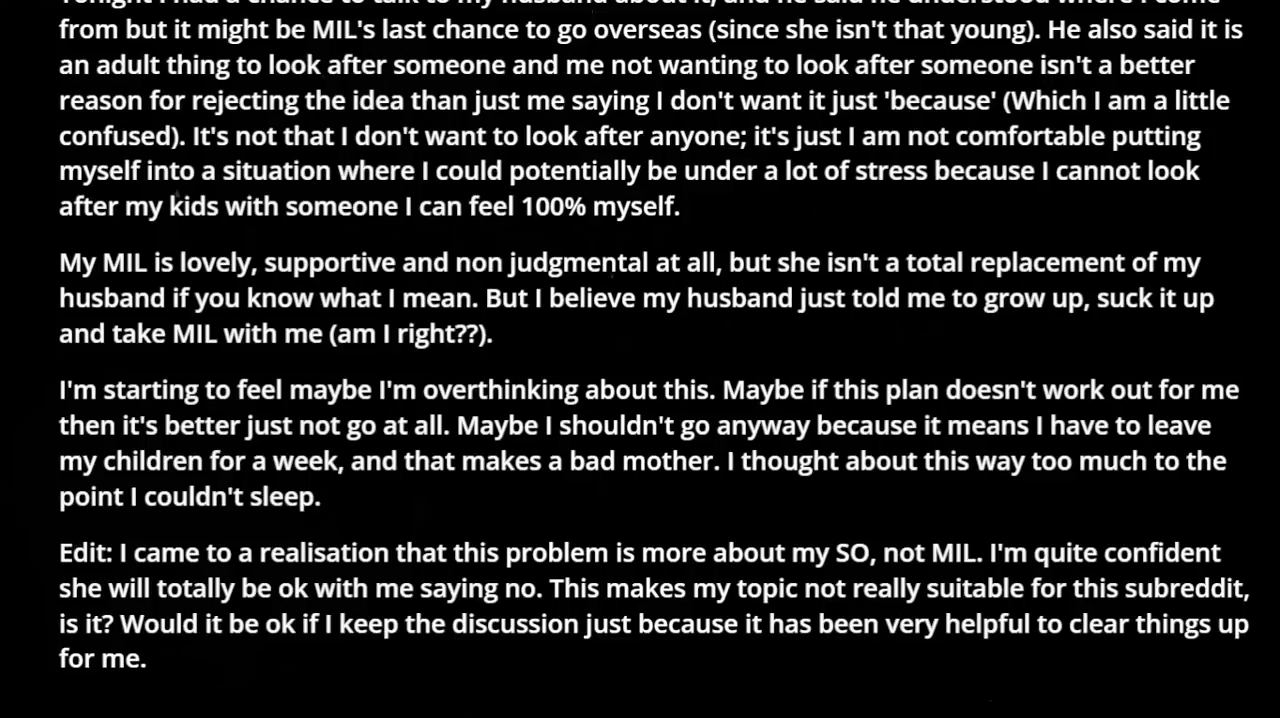 from but it might be MIL's last chance to go overseas (since she isn't that young). He also said it is
an adult thing to look after someone and me not wanting to look after someone isn't a better
reason for rejecting the idea than just me saying I don't want it just 'because' (Which I am a little
confused). It's not that I don't want to look after anyone; it's just I am not comfortable putting
myself into a situation where I could potentially be under a lot of stress because I cannot look
after my kids with someone I can feel 100% myself.
My MIL is lovely, supportive and non judgmental at all, but she isn't a total replacement of my
husband if you know what I mean. But I believe my husband just told me to grow up, suck it up
and take MIL with me (am I right??).
I'm starting to feel maybe I'm overthinking about this. Maybe if this plan doesn't work out for me
then it's better just not go at all. Maybe I shouldn't go anyway because it means I have to leave
my children for a week, and that makes a bad mother. I thought about this way too much to the
point I couldn't sleep.
Edit: I came to a realisation that this problem is more about my SO, not MIL. I'm quite confident
she will totally be ok with me saying no. This makes my topic not really suitable for this subreddit,
is it? Would it be ok if I keep the discussion just because it has been very helpful to clear things up
for me.